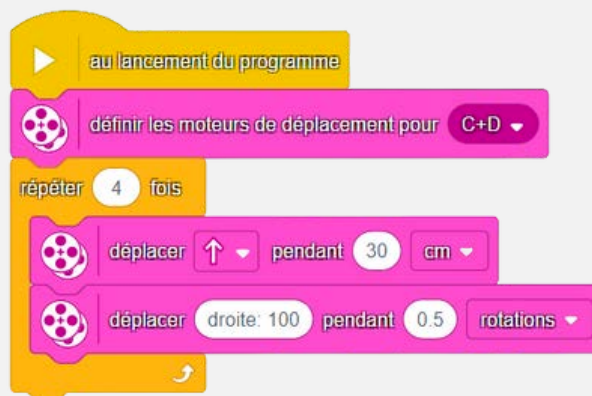 au lancement du programme
définir les moteurs de déplacement pour C+D
répéter 4 fois
déplacer ↑ pendant 30 cm
déplacer droite: 100 pendant 0.5 rotations